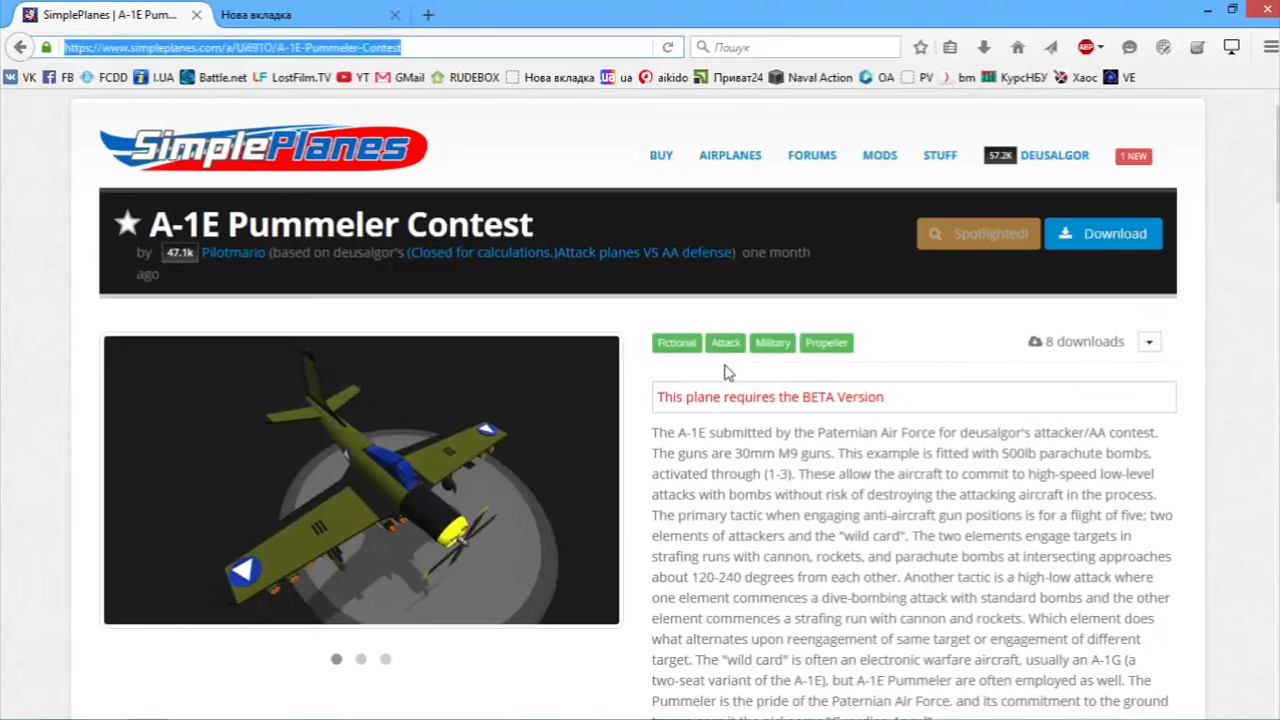 SimplePlanes | A-1E Pum...
Нова вкладка
https://www.simpleplanes.com/a/Ui691O/A-1E-Pummeler-Contest
Пошук
ABP
VK
FB
FCDD
I.UA
Battle.net
LF LostFilm.TV
YT
GMail
RUDEBOX
Нова вкладка
ua ua
aikido
Приват24
Naval Action
OA
PV
bm
КурсНБУ
Хаос
VE
SimplePlanes
BUY
AIRPLANES
FORUMS
MODS
STUFF
57.2K DEUSALGOR
1 NEW
A-1E Pummeler Contest
by 47.1k Pilotmario (based on deusalgor's (Closed for calculations.)Attack planes VS AA defense) one month
ago
Spotlighted!
Download
Fictional
Attack
Military
Propeller
8 downloads
This plane requires the BETA Version
The A-1E submitted by the Paternian Air Force for deusalgor's attacker/AA contest.
The guns are 30mm M9 guns. This example is fitted with 500lb parachute bombs,
activated through (1-3). These allow the aircraft to commit to high-speed low-level
attacks with bombs without risk of destroying the attacking aircraft in the process.
The primary tactic when engaging anti-aircraft gun positions is for a flight of five; two
elements of attackers and the "wild card". The two elements engage targets in
strafing runs with cannon, rockets, and parachute bombs at intersecting approaches
about 120-240 degrees from each other. Another tactic is a high-low attack where
one element commences a dive-bombing attack with standard bombs and the other
element commences a strafing run with cannon and rockets. Which element does
what alternates upon reengagement of same target or engagement of different
target. The "wild card" is often an electronic warfare aircraft, usually an A-1G (a
two-seat variant of the A-1E), but A-1E Pummeler are often employed as well. The
Pummeler is the pride of the Paternian Air Force, and its commitment to the ground